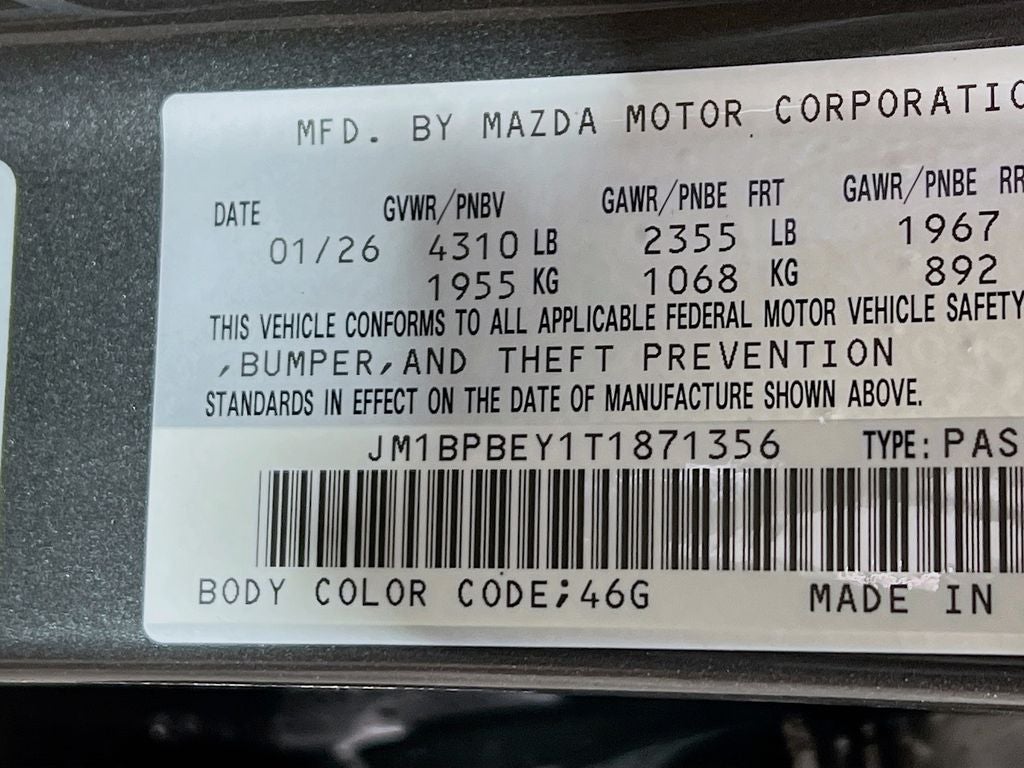 MFD. BY MAZDA MOTOR CORPORATIO
DATE GVWR/PNBV GAWR/PNBE FRT GAWR/PNBE RR
01/26 4310 LB 2355 LB 1967
1955 KG 1068 KG 892
THIS VEHICLE CONFORMS TO ALL APPLICABLE FEDERAL MOTOR VEHICLE SAFETY
,BUMPER,AND THEFT PREVENTION
STANDARDS IN EFFECT ON THE DATE OF MANUFACTURE SHOWN ABOVE.
JM1BPBEY1T1871356 TYPE: PAS
BODY COLOR CODE;46G MADE IN